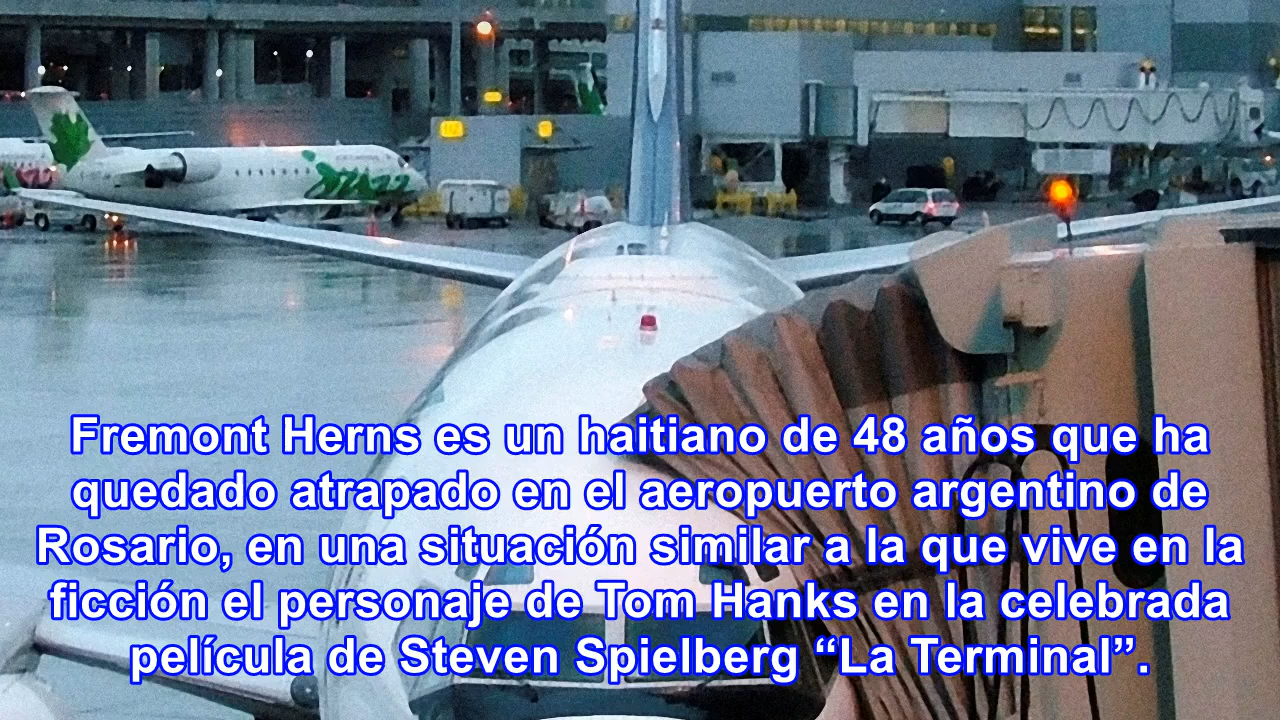 Jazz
Fremont Herns es un haitiano de 48 años que ha
quedado atrapado en el aeropuerto argentino de
Rosario, en una situación similar a la que vive en la
ficción el personaje de Tom Hanks en la celebrada
película de Steven Spielberg “La Terminal”.